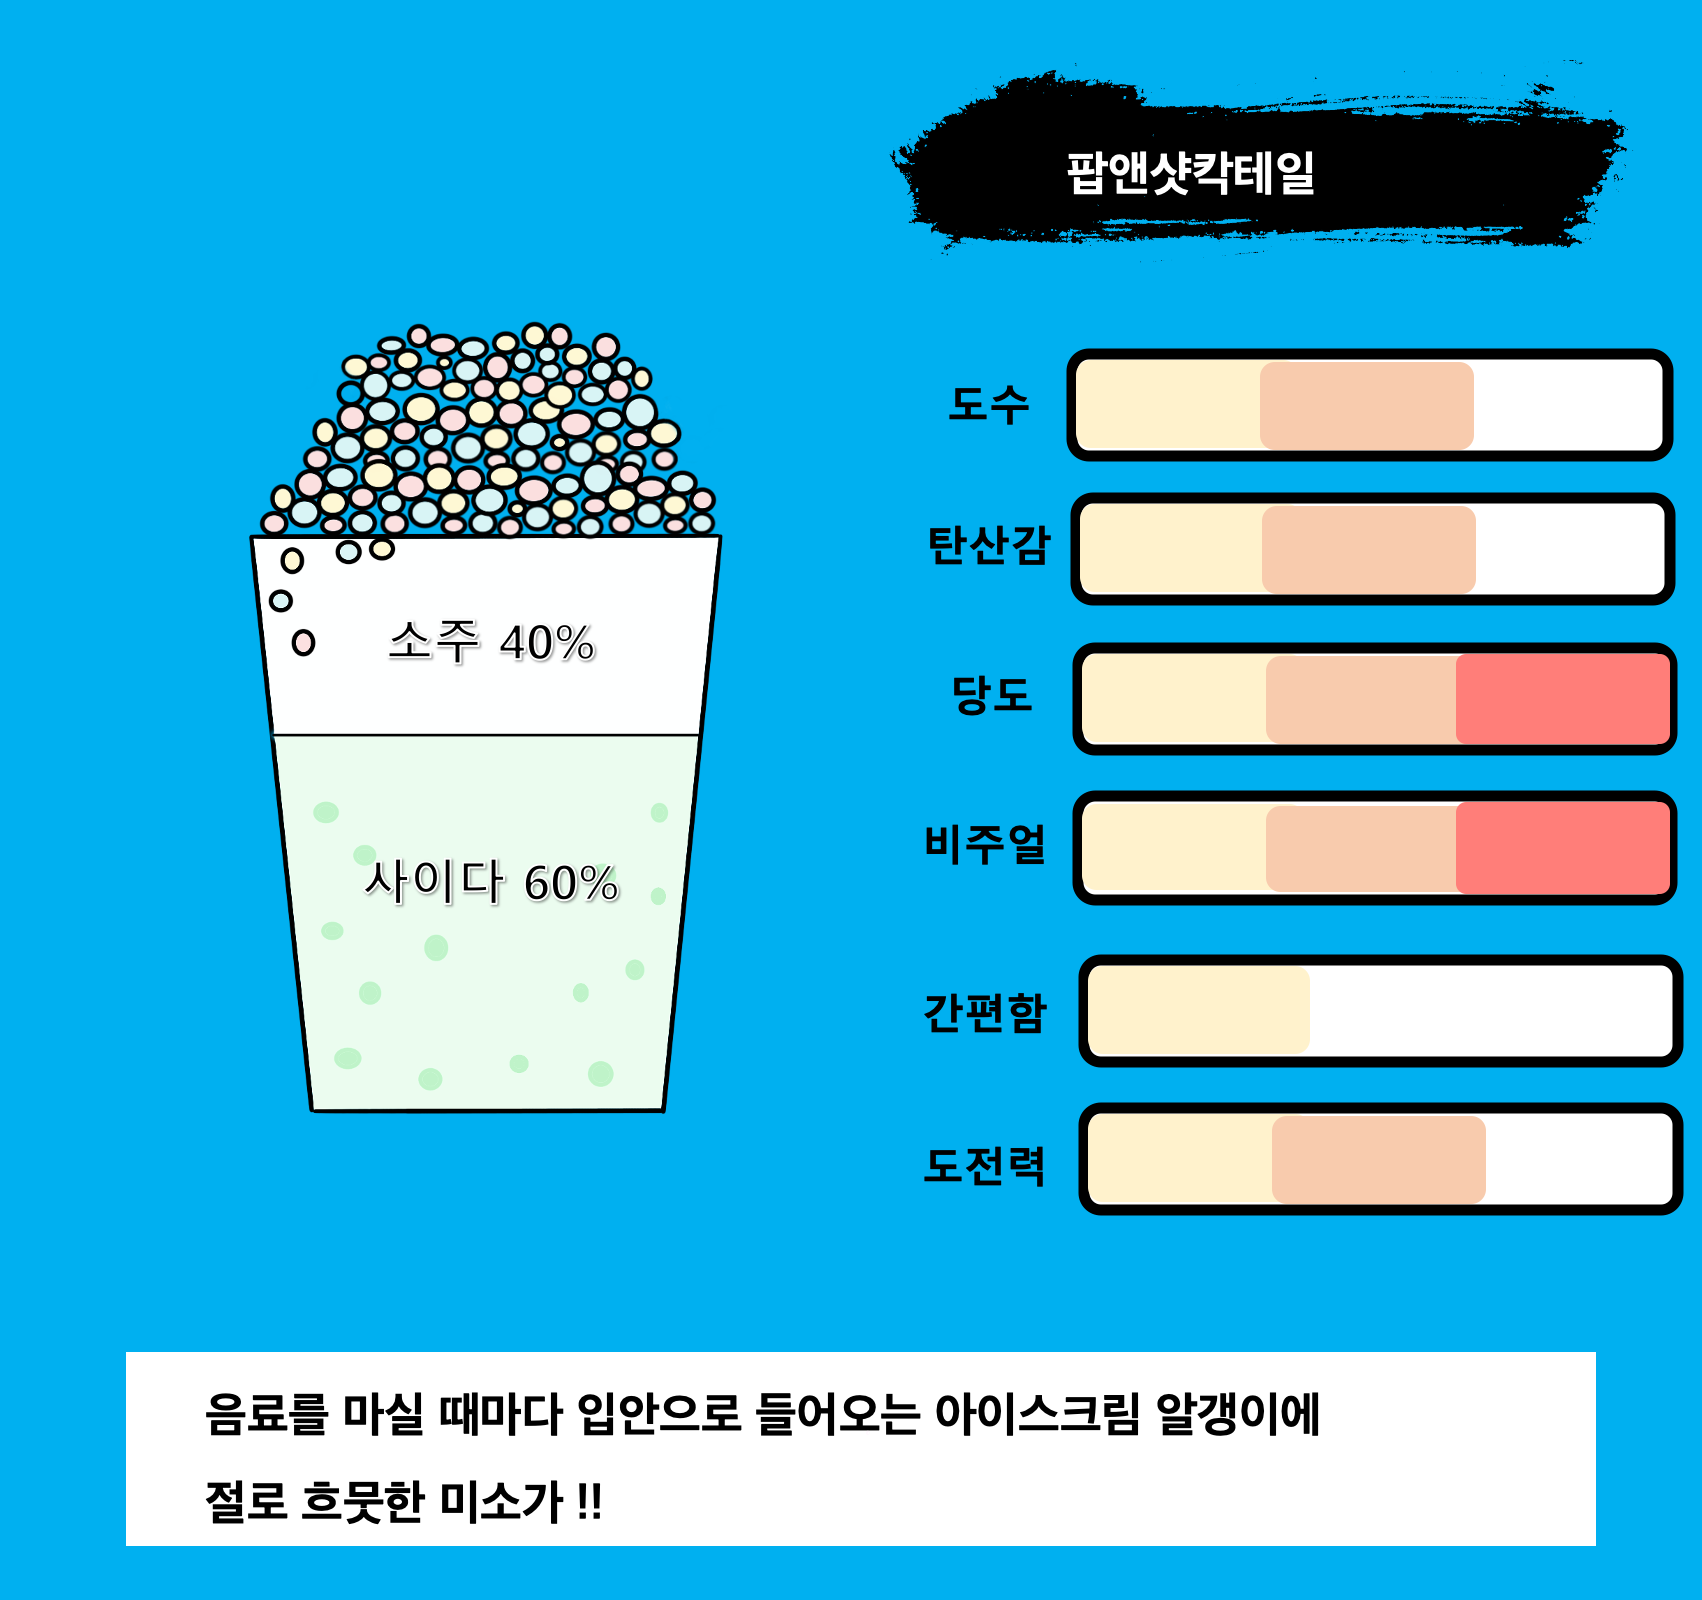 팝앤샷칵테일
도수
탄산감
당도
비주얼
간편함
도전력
소주 40%
사이다 60%
음료를 마실 때마다 입안으로 들어오는 아이스크림 알갱이에
절로 흐뭇한 미소가 !!